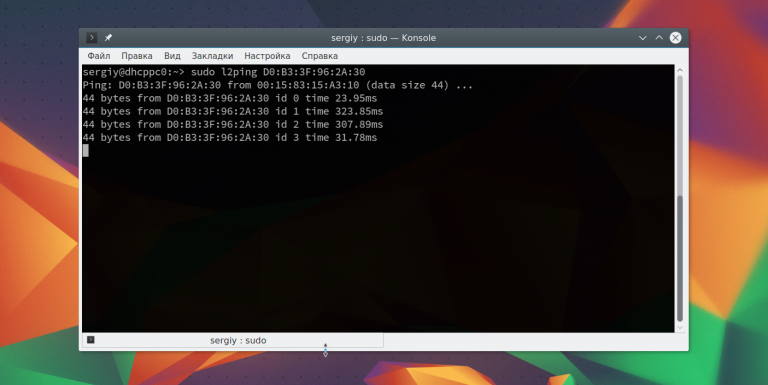 sergiy : sudo — Konsole
Файл Правка Вид Закладки Настройка Справка
sergiy@dhcppc0:~> sudo l2ping D0:B3:3F:96:2A:30
Ping: D0:B3:3F:96:2A:30 from 00:15:83:15:A3:10 (data size 44) ...
44 bytes from D0:B3:3F:96:2A:30 id 0 time 23.95ms
44 bytes from D0:B3:3F:96:2A:30 id 1 time 323.85ms
44 bytes from D0:B3:3F:96:2A:30 id 2 time 307.89ms
44 bytes from D0:B3:3F:96:2A:30 id 3 time 31.78ms
sergiy : sudo